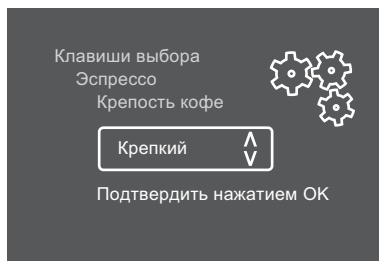 Клавиши выбора
Эспрессо
Крепость кофе
Крепкий
Подтвердить нажатием OK